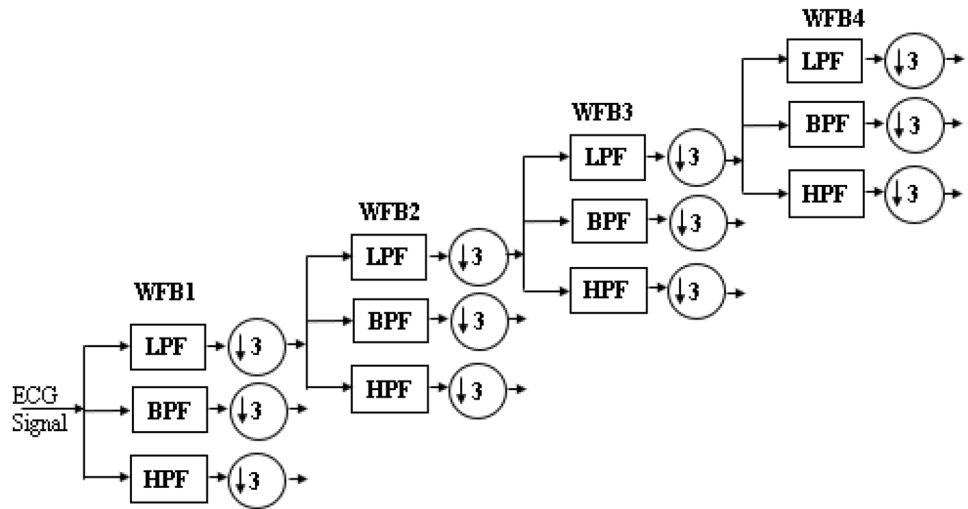 WFB4
LPF ↓3
WFB3
BPF ↓3
LPF ↓3
HPF ↓3
WFB2
BPF ↓3
LPF ↓3
HPF ↓3
WFB1
BPF ↓3
LPF ↓3
HPF ↓3
ECG
Signal
BPF ↓3
HPF ↓3